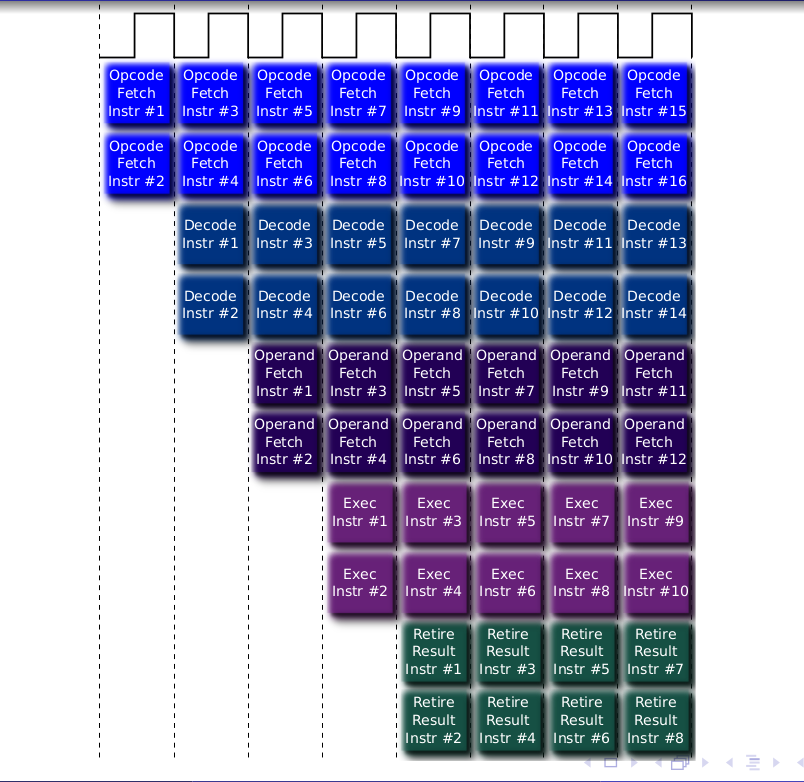 Opcode
Fetch
Instr #1
Opcode
Fetch
Instr #3
Opcode
Fetch
Instr #5
Opcode
Fetch
Instr #7
Opcode
Fetch
Instr #9
Opcode
Fetch
Instr #11
Opcode
Fetch
Instr #13
Opcode
Fetch
Instr #15
Opcode
Fetch
Instr #2
Opcode
Fetch
Instr #4
Opcode
Fetch
Instr #6
Opcode
Fetch
Instr #8
Opcode
Fetch
Instr #10
Opcode
Fetch
Instr #12
Opcode
Fetch
Instr #14
Opcode
Fetch
Instr #16
Decode
Instr #1
Decode
Instr #3
Decode
Instr #5
Decode
Instr #7
Decode
Instr #9
Decode
Instr #11
Decode
Instr #13
Decode
Instr #2
Decode
Instr #4
Decode
Instr #6
Decode
Instr #8
Decode
Instr #10
Decode
Instr #12
Decode
Instr #14
Operand
Fetch
Instr #1
Operand
Fetch
Instr #3
Operand
Fetch
Instr #5
Operand
Fetch
Instr #7
Operand
Fetch
Instr #9
Operand
Fetch
Instr #11
Operand
Fetch
Instr #2
Operand
Fetch
Instr #4
Operand
Fetch
Instr #6
Operand
Fetch
Instr #8
Operand
Fetch
Instr #10
Operand
Fetch
Instr #12
Exec
Instr #1
Exec
Instr #3
Exec
Instr #5
Exec
Instr #7
Exec
Instr #9
Exec
Instr #2
Exec
Instr #4
Exec
Instr #6
Exec
Instr #8
Exec
Instr #10
Retire
Result
Instr #1
Retire
Result
Instr #3
Retire
Result
Instr #5
Retire
Result
Instr #7
Retire
Result
Instr #2
Retire
Result
Instr #4
Retire
Result
Instr #6
Retire
Result
Instr #8